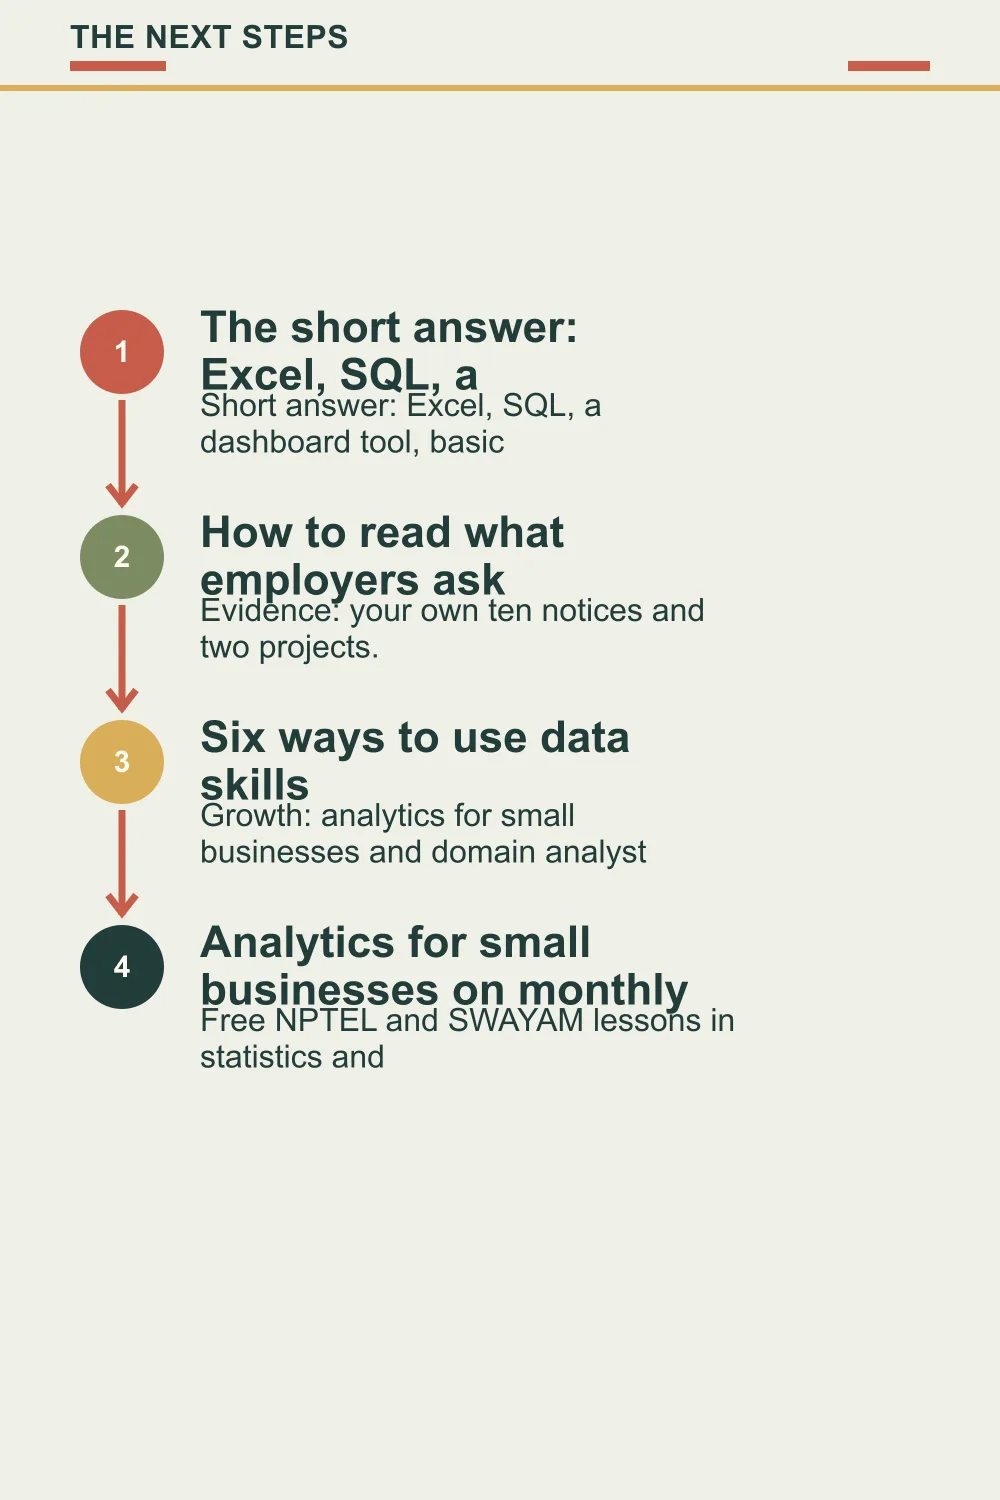 THE NEXT STEPS
1
The short answer:
Excel, SQL, a
Short answer: Excel, SQL, a
dashboard tool, basic
2
How to read what
employers ask
Evidence: your own ten notices and
two projects.
3
Six ways to use data
skills
Growth: analytics for small
businesses and domain analyst
4
Analytics for small
businesses on monthly
Free NPTEL and SWAYAM lessons in
statistics and